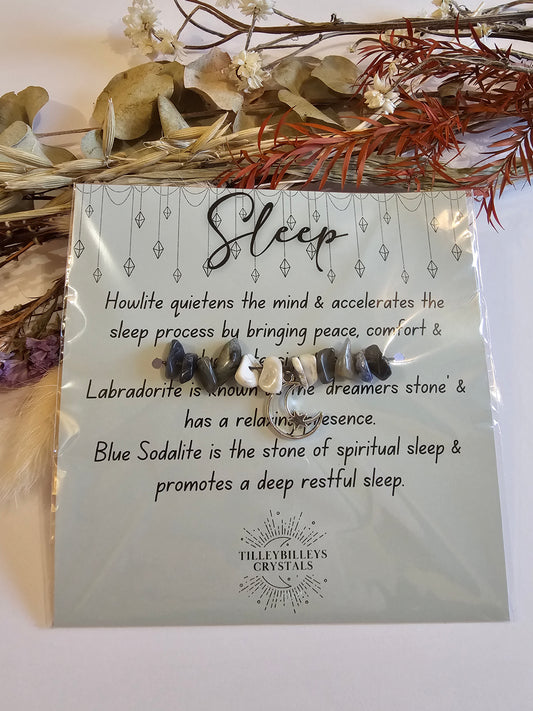 Sleep
Howlite quietens the mind & accelerates the
sleep process by bringing peace, comfort &
Labradorite is known as the 'dreamers stone' &
has a relaxing presence.
Blue Sodalite is the stone of spiritual sleep &
promotes a deep restful sleep.
TILLEYBILLEYS
CRYSTALS